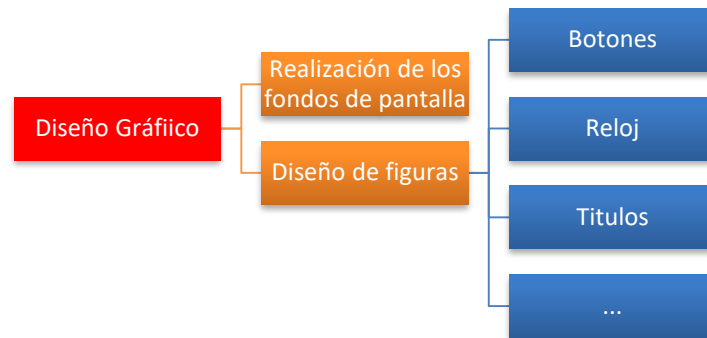 Diseño Gráfiico
Realización de los
fondos de pantalla
Diseño de figuras
Botones
Reloj
Titulos
...